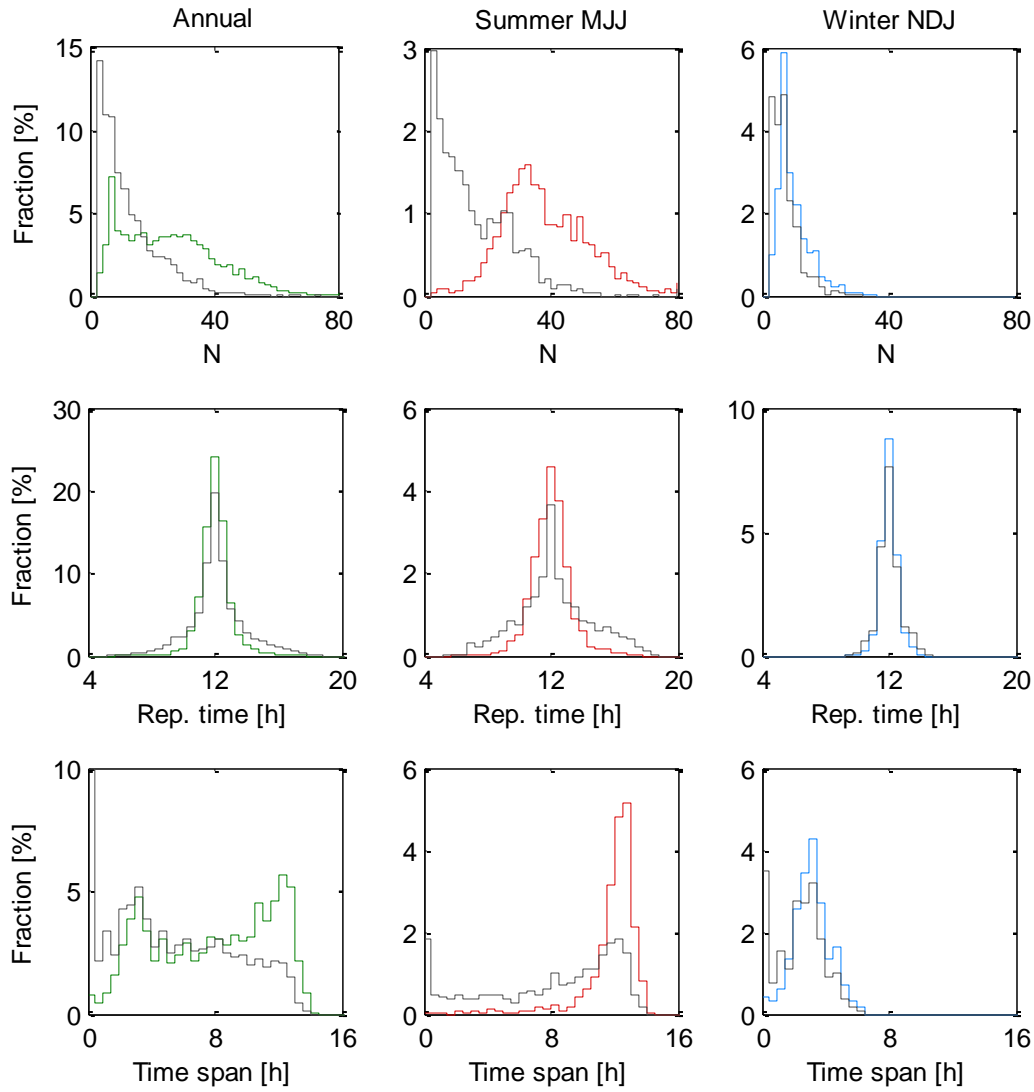 Annual Summer MJJ Winter NDJ
Fraction [%] 15 10 5 0 3 2 1 0 6 4 2 0
0 40 80 0 40 80 0 40 80
N N N
Fraction [%] 30 20 10 0 6 4 2 0 10 5 0
4 12 20 4 12 20 4 12 20
Rep. time [h] Rep. time [h] Rep. time [h]
Fraction [%] 10 5 0 6 4 2 0 6 4 2 0
0 8 16 0 8 16 0 8 16
Time span [h] Time span [h] Time span [h]